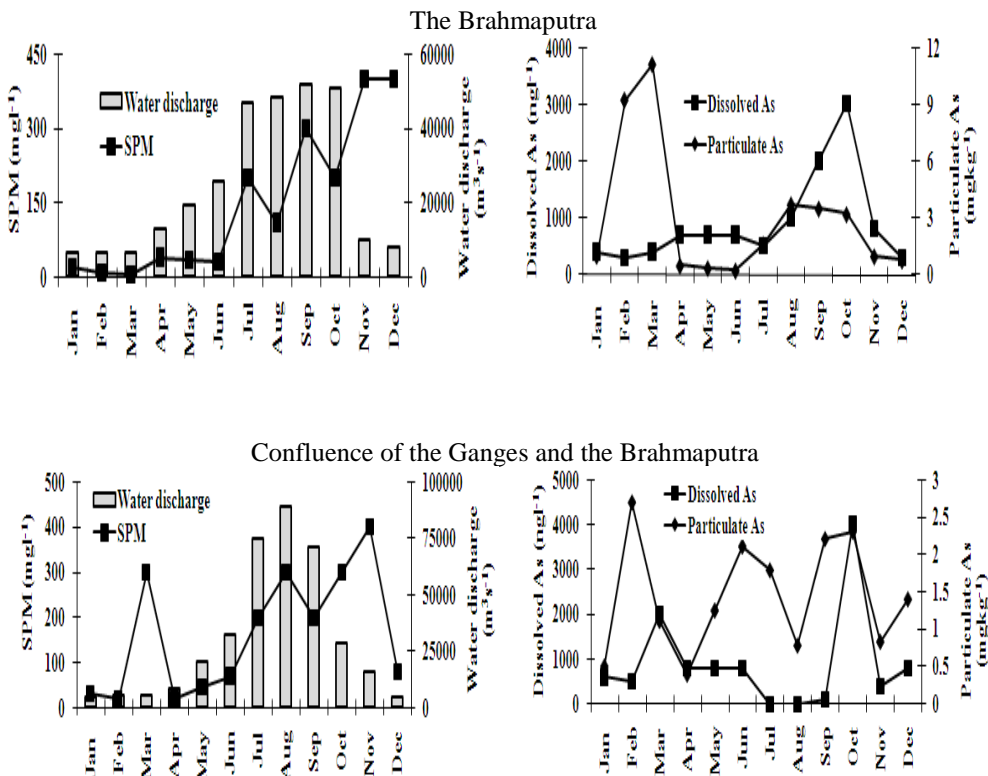 The Brahmaputra
450
300
150
0
SPM (mgl⁻¹)
Water discharge
SPM
60000
40000
20000
0
Water discharge
(m³s⁻¹)
Jan Feb Mar Apr May Jun Jul Aug Sep Oct Nov Dec
4000
3000
2000
1000
0
Dissolved As (ngl⁻¹)
Dissolved As
Particulate As
12
9
6
3
0
Particulate As
(mgkg⁻¹)
Jan Feb Mar Apr May Jun Jul Aug Sep Oct Nov Dec
Confluence of the Ganges and the Brahmaputra
500
400
300
200
100
0
SPM (mgl⁻¹)
Water discharge
SPM
100000
75000
50000
25000
0
Water discharge
(m³s⁻¹)
Jan Feb Mar Apr May Jun Jul Aug Sep Oct Nov Dec
5000
4000
3000
2000
1000
0
Dissolved As (ngl⁻¹)
Dissolved As
Particulate As
3
2.5
2
1.5
1
0.5
0
Particulate As
(mgkg⁻¹)
Jan Feb Mar Apr May Jun Jul Aug Sep Oct Nov Dec